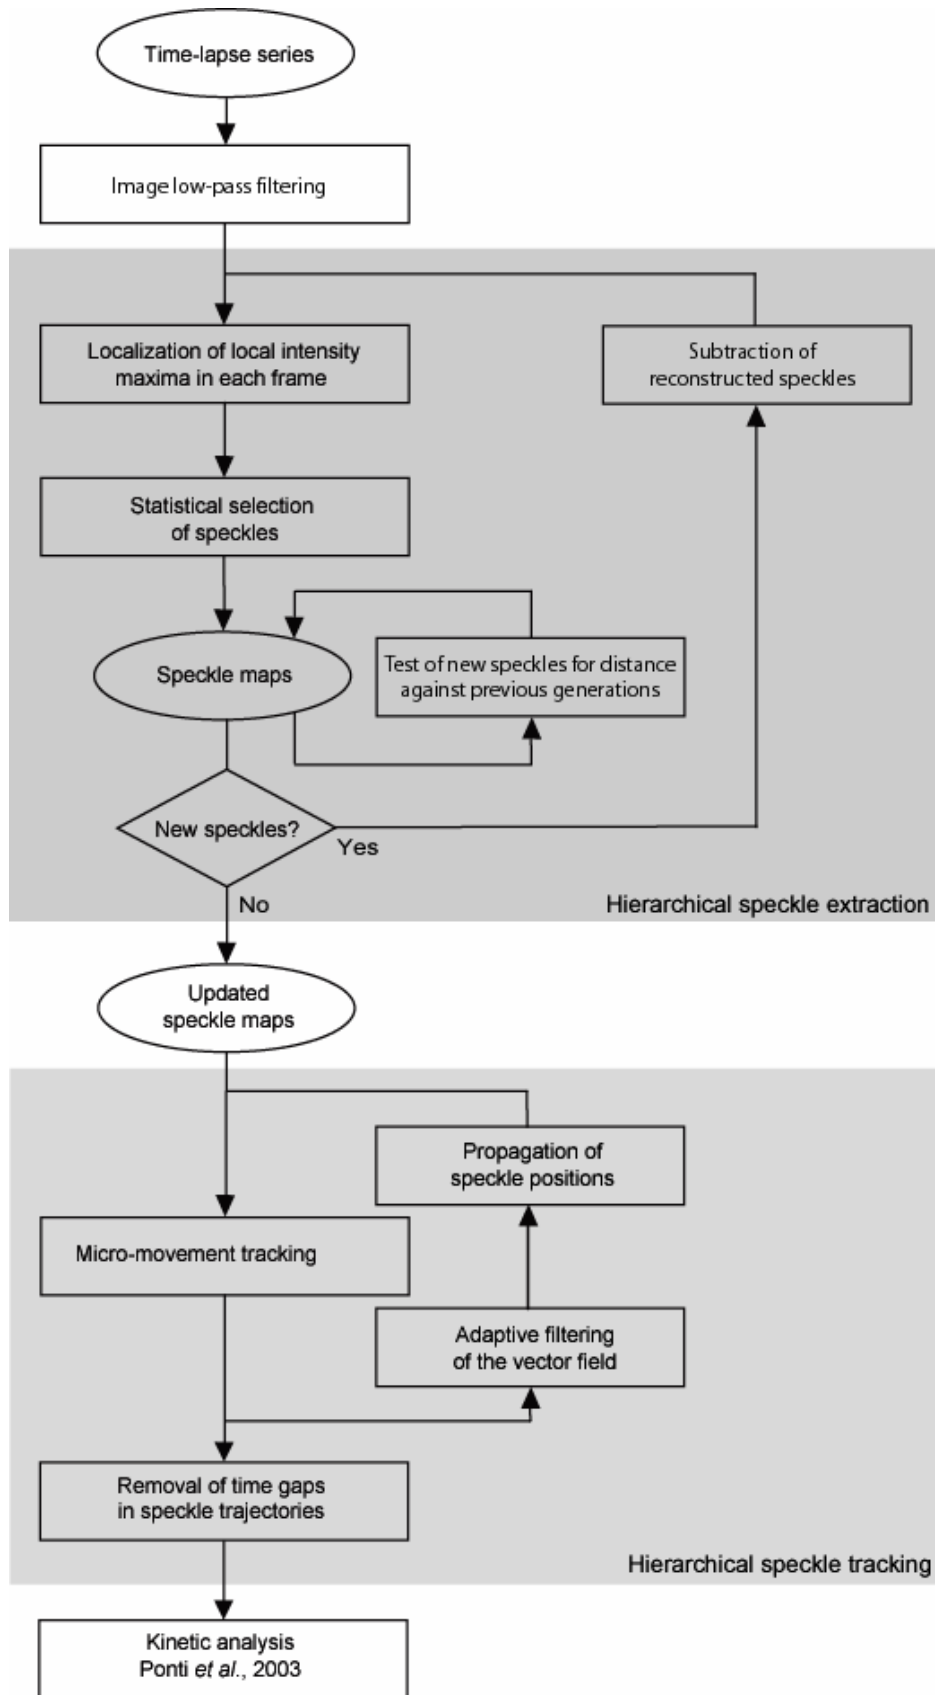 Time-lapse series
Image low-pass filtering
Localization of local intensity
maxima in each frame
Subtraction of
reconstructed speckles
Statistical selection
of speckles
Speckle maps
Test of new speckles for distance
against previous generations
New speckles?
Yes
No
Hierarchical speckle extraction
Updated
speckle maps
Propagation of
speckle positions
Micro-movement tracking
Adaptive filtering
of the vector field
Removal of time gaps
in speckle trajectories
Hierarchical speckle tracking
Kinetic analysis
Ponti et al., 2003